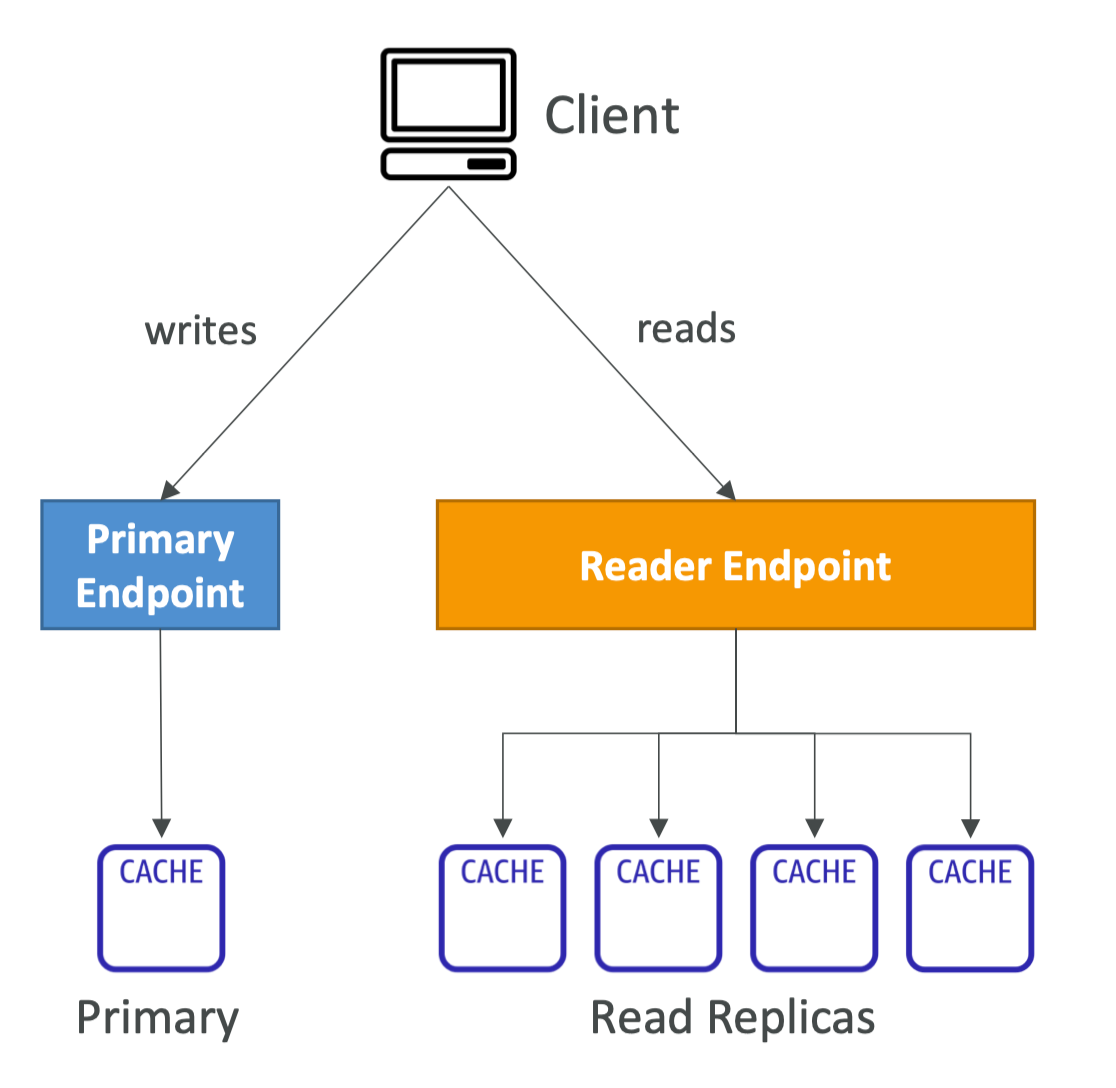 Client
writes
reads
Primary
Endpoint
Reader Endpoint
CACHE
CACHE
CACHE
CACHE
CACHE
Primary
Read Replicas